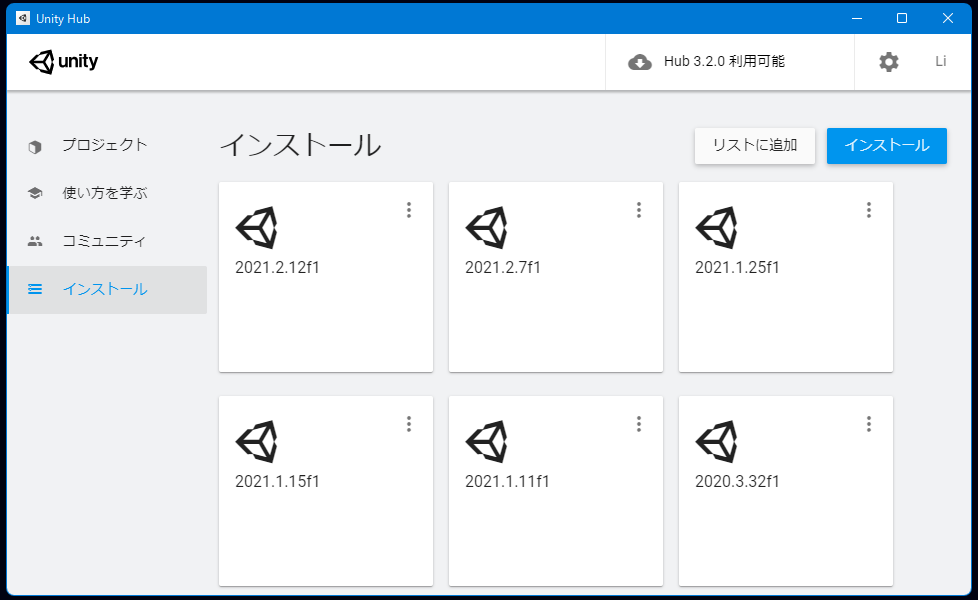 Unity Hub
unity
Hub 3.2.0 利用可能
Li
プロジェクト
使い方を学ぶ
コミュニティ
インストール
インストール
リストに追加
インストール
2021.2.12f1
2021.2.7f1
2021.1.25f1
2021.1.15f1
2021.1.11f1
2020.3.32f1